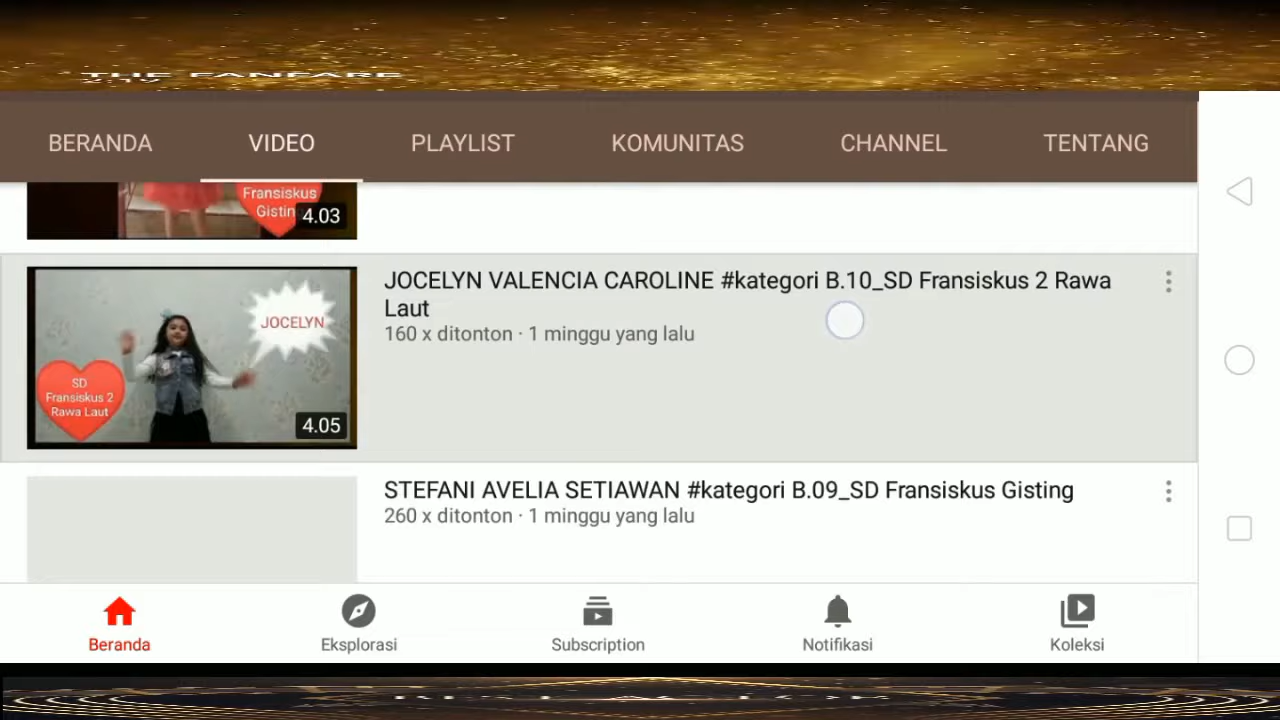 THE FANFARE
BERANDA
VIDEO
PLAYLIST
KOMUNITAS
CHANNEL
TENTANG
Fransiskus
Gistin
4.03
JOCELYN
SD
Fransiskus 2
Rawa Laut
4.05
JOCELYN VALENCIA CAROLINE #kategori B.10_SD Fransiskus 2 Rawa
Laut
160 x ditonton · 1 minggu yang lalu
STEFANI AVELIA SETIAWAN #kategori B.09_SD Fransiskus Gisting
260 x ditonton · 1 minggu yang lalu
Beranda
Eksplorasi
Subscription
Notifikasi
Koleksi